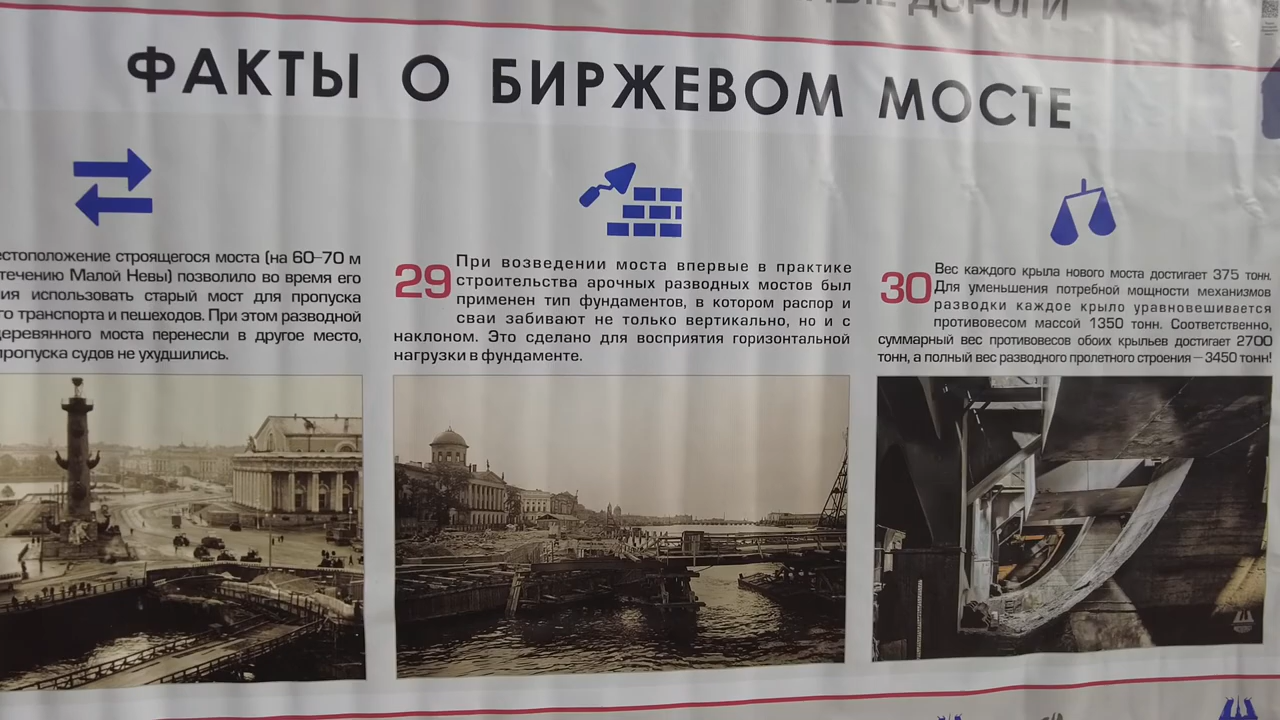 ДОРОГИ
ФАКТЫ О БИРЖЕВОМ МОСТЕ
строящегося моста (на 60–70 м
течению Малой Невы) позволило во время его
использовать старый мост для пропуска
транспорта и пешеходов. При этом разводной
моста перенесли в другое место,
пропуска судов не ухудшились.
29 При возведении моста впервые в практике
строительства арочных разводных мостов был
применен тип фундаментов, в котором распор и
сваи забивают не только вертикально, но и с
наклоном. Это сделано для восприятия горизонтальной
нагрузки в фундаменте.
30 Вес каждого крыла нового моста достигает 375 тонн.
Для уменьшения потребной мощности механизмов
разводки каждое крыло уравновешивается
противовесом массой 1350 тонн. Соответственно,
суммарный вес противовесов обоих крыльев достигает 2700
тонн, а полный вес разводного пролетного строения – 3450 тонн!